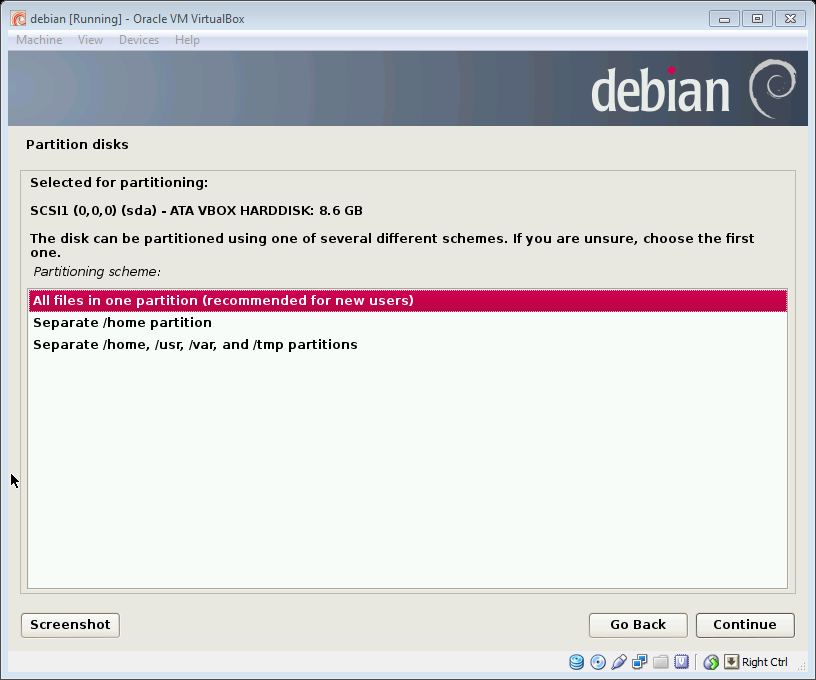 debian [Running] - Oracle VM VirtualBox
Machine View Devices Help
debian
Partition disks
Selected for partitioning:
SCSI1 (0,0,0) (sda) - ATA VBOX HARDDISK: 8.6 GB
The disk can be partitioned using one of several different schemes. If you are unsure, choose the first
one.
Partitioning scheme:
All files in one partition (recommended for new users)
Separate /home partition
Separate /home, /usr, /var, and /tmp partitions
Screenshot Go Back Continue
Right Ctrl